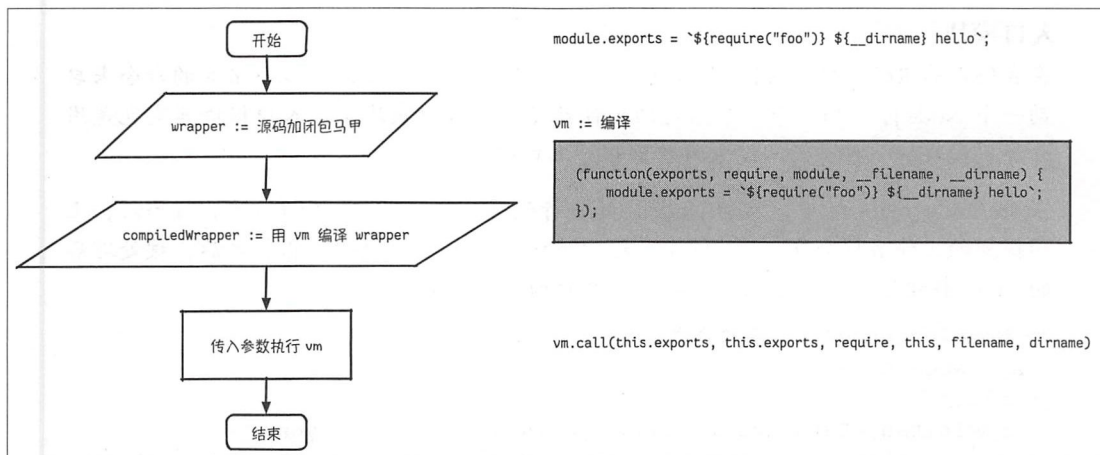 开始
module.exports = `${require("foo")} ${__dirname} hello`;
wrapper := 源码加闭包马甲
vm := 编译
(function(exports, require, module, __filename, __dirname) {
module.exports = `${require("foo")} ${__dirname} hello`;
});
compiledWrapper := 用 vm 编译 wrapper
传入参数执行 vm
vm.call(this.exports, this.exports, require, this, filename, dirname)
结束